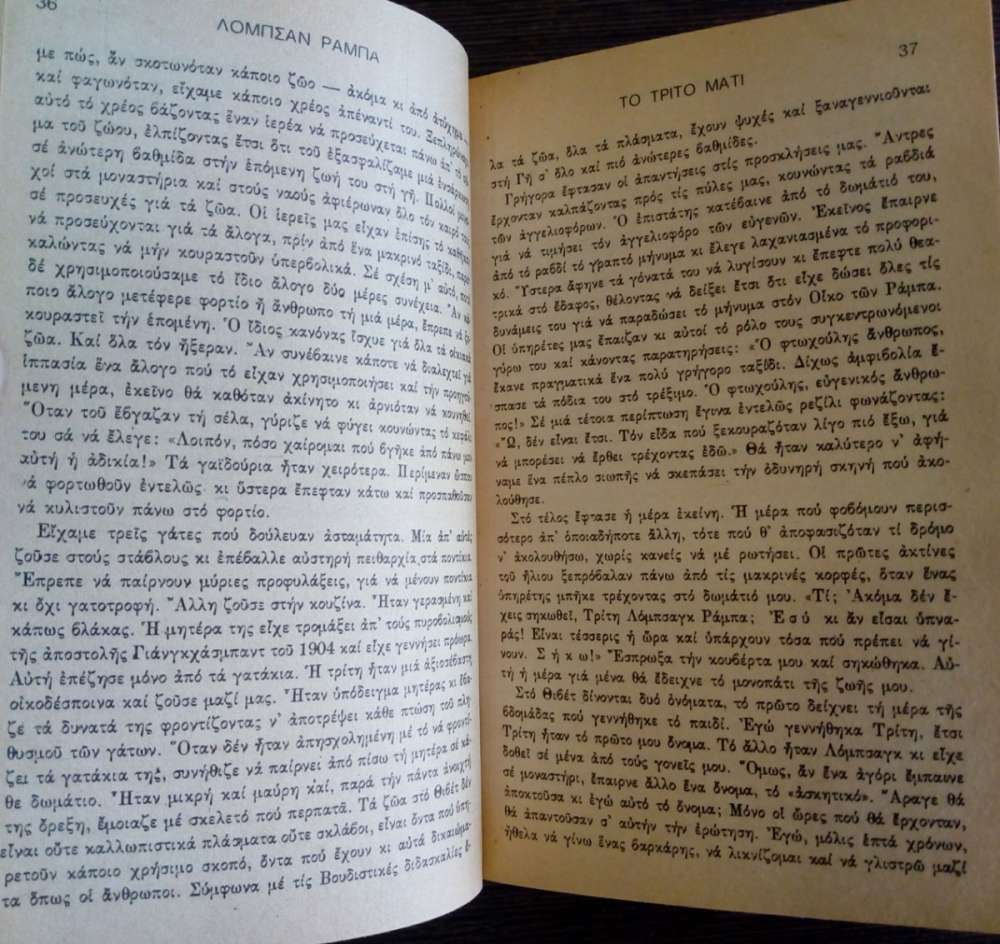 36
ΛΟΜΠΣΑΝ ΡΑΜΠΑ
με πώς, ἄν σκοτωνόταν κάποιο ζῶο — ἀκόμα κι ἀπό ἀτύχημα
καί φαγωνόταν, εἴχαμε κάποιο χρέος ἀπέναντί του. Ξεπληρώναμε
αὐτό τό χρέος βάζοντας ἕναν ἱερέα νά προσεύχεται πάνω ἀπ' τό
μα τοῦ ζώου, ἐλπίζοντας ἔτσι ὅτι τοῦ ἐξασφαλίζαμε μιά ἐνσάρκωση
σέ ἀνώτερη βαθμίδα στήν ἑπόμενη ζωή του στή γῆ. Πολλοί μονα-
χοί στά μοναστήρια καί στούς ναούς ἀφιέρωναν ὅλο τόν καιρό τους
σέ προσευχές γιά τά ζῶα. Οἱ ἱερεῖς μας εἶχαν ἐπίσης τό καθῆκον
νά προσεύχονται γιά τά ἄλογα, πρίν ἀπό ἕνα μακρινό ταξίδι, παρα-
καλώντας νά μήν κουραστοῦν ὑπερβολικά. Σέ σχέση μ' αὐτό, ποτέ
δέ χρησιμοποιούσαμε τό ἴδιο ἄλογο δύο μέρες συνέχεια. Ἄν κά-
ποιο ἄλογο μετέφερε φορτίο ἤ ἄνθρωπο τή μιά μέρα, ἔπρεπε νά ξε-
κουραστεῖ τήν ἑπομένη. Ὁ ἴδιος κανόνας ἴσχυε γιά ὅλα τά οἰκιακά
ζῶα. Καί ὅλα τόν ἤξεραν. Ἄν συνέβαινε κάποτε νά διαλεχτεῖ γιά
ἱππασία ἕνα ἄλογο πού τό εἶχαν χρησιμοποιήσει καί τήν προηγού-
μενη μέρα, ἐκεῖνο θά καθόταν ἀκίνητο κι ἀρνιόταν νά κουνηθεῖ.
Ὅταν τοῦ ἔβγαζαν τή σέλα, γύριζε νά φύγει κουνώντας τό κεφάλι
του σά νά ἔλεγε: «Λοιπόν, πόσο χαίρομαι πού βγῆκε ἀπό πάνω μου
αὐτή ἡ ἀδικία!» Τά γαϊδούρια ἦταν χειρότερα. Περίμεναν ὥσπου
νά φορτωθοῦν ἐντελῶς κι ὕστερα ἔπεφταν κάτω καί προσπαθοῦσαν
νά κυλιστοῦν πάνω στό φορτίο.
Εἴχαμε τρεῖς γάτες πού δούλευαν ἀσταμάτητα. Μία ἀπ' αὐτές
ζοῦσε στούς στάβλους κι ἐπέβαλλε αὐστηρή πειθαρχία στά ποντίκια.
Ἔπρεπε νά παίρνουν μύριες προφυλάξεις, γιά νά μένουν ποντίκια
κι ὄχι γατοτροφή. Ἄλλη ζοῦσε στήν κουζίνα. Ἦταν γερασμένη καί
κάπως βλάκας. Ἡ μητέρα της εἶχε τρομάξει ἀπ' τούς πυροβολισμούς
τῆς ἀποστολῆς Γιάνγκχάσμπαντ τοῦ 1904 καί εἶχε γεννήσει πρόωρα.
Αὐτή ἐπέζησε μόνο ἀπό τά γατάκια. Ἡ τρίτη ἦταν μιά ἀξιοσέβαστη
οἰκοδέσποινα καί ζοῦσε μαζί μας. Ἦταν ὑπόδειγμα μητέρας κι ἔβα-
ζε τά δυνατά της φροντίζοντας ν' ἀποτρέψει κάθε πτώση τοῦ πλη-
θυσμοῦ τῶν γάτων. Ὅταν δέν ἦταν ἀπησχολημένη μέ τό νά φροντί-
ζει τά γατάκια της, συνήθιζε νά παίρνει ἀπό πίσω τή μητέρα σέ κά-
θε δωμάτιο. Ἦταν μικρή καί μαύρη καί, παρά τήν πάντα ἀνοιχτή
της ὄρεξη, ἔμοιαζε μέ σκελετό πού περπατᾶ. Τά ζῶα στό Θιβέτ δέν
εἶναι οὔτε καλλωπιστικά πλάσματα οὔτε σκλάβοι, εἶναι ὄντα πού ὑπη-
ρετοῦν κάποιο χρήσιμο σκοπό, ὄντα πού ἔχουν κι αὐτά δικαιώμα-
τα ὅπως οἱ ἄνθρωποι. Σύμφωνα μέ τίς Βουδιστικές διδασκαλίες ὅ-
37
ΤΟ ΤΡΙΤΟ ΜΑΤΙ
λα τά ζῶα, ὅλα τά πλάσματα, ἔχουν ψυχές καί ξαναγεννιοῦνται
στή Γῆ σ' ὅλο καί πιό ἀνώτερες βαθμίδες.
Γρήγορα ἔφτασαν οἱ ἀπαντήσεις στίς προσκλήσεις μας. Ἄντρες
ἔρχονταν καλπάζοντας πρός τίς πύλες μας, κουνώντας τά ραβδιά
τῶν ἀγγελιοφόρων. Ὁ ἐπιστάτης κατέβαινε ἀπό τό δωμάτιό του,
γιά νά τιμήσει τόν ἀγγελιοφόρο τῶν εὐγενῶν. Ἐκεῖνος ἔπαιρνε
ἀπό τό ραβδί τό γραπτό μήνυμα κι ἔλεγε λαχανιασμένα τό προφορι-
κό. Ὕστερα ἄφηνε τά γόνατά του νά λυγίσουν κι ἔπεφτε πολύ θεα-
τρικά στό ἔδαφος, θέλοντας νά δείξει ἔτσι ὅτι εἶχε δώσει ὅλες τίς
δυνάμεις του γιά νά παραδώσει τό μήνυμα στόν Οἶκο τῶν Ράμπα.
Οἱ ὑπηρέτες μας ἔπαιζαν κι αὐτοί τό ρόλο τους συγκεντρωνόμενοι
γύρω του καί κάνοντας παρατηρήσεις: «Ὁ φτωχούλης ἄνθρωπος,
ἔκανε πραγματικά ἕνα πολύ γρήγορο ταξίδι. Δίχως ἀμφιβολία ἔ-
σπασε τά πόδια του στό τρέξιμο. Ὁ φτωχούλης, εὐγενικός ἄνθρω-
πος!» Σέ μιά τέτοια περίπτωση ἔγινα ἐντελῶς ρεζίλι φωνάζοντας:
«Ὤ, δέν εἶναι ἔτσι. Τόν εἶδα πού ξεκουραζόταν λίγο πιό ἔξω, γιά
νά μπορέσει νά ἔρθει τρέχοντας ἐδῶ.» Θά ἦταν καλύτερο ν' ἀφή-
ναμε ἕνα πέπλο σιωπῆς νά σκεπάσει τήν ὀδυνηρή σκηνή πού ἀκο-
λούθησε.
Στό τέλος ἔφτασε ἡ μέρα ἐκείνη. Ἡ μέρα πού φοβόμουν περισ-
σότερο ἀπ' ὁποιαδήποτε ἄλλη, τότε πού θ' ἀποφασιζόταν τί δρόμο
ν' ἀκολουθήσω, χωρίς κανείς νά μέ ρωτήσει. Οἱ πρῶτες ἀκτίνες
τοῦ ἥλιου ξεπρόβαλαν πάνω ἀπό τίς μακρινές κορφές, ὅταν ἕνας
ὑπηρέτης μπῆκε τρέχοντας στό δωμάτιό μου. «Τί; Ἀκόμα δέν ἔ-
χεις σηκωθεῖ, Τρίτη Λόμπσαγκ Ράμπα; Ἐσύ κι ἄν εἶσαι ὑπνα-
ράς! Εἶναι τέσσερις ἡ ὥρα καί ὑπάρχουν τόσα πού πρέπει νά γί-
νουν. Σήκω!» Ἔσπρωξα τήν κουβέρτα μου καί σηκώθηκα. Αὐ-
τή ἡ μέρα γιά μένα θά ἔδειχνε τό μονοπάτι τῆς ζωῆς μου.
Στό Θιβέτ δίνονται δυό ὀνόματα, τό πρῶτο δείχνει τή μέρα τῆς
βδομάδας πού γεννήθηκε τό παιδί. Ἐγώ γεννήθηκα Τρίτη, ἔτσι
Τρίτη ἦταν τό πρῶτο μου ὄνομα. Τό ἄλλο ἦταν Λόμπσαγκ κι εἶχε
δοθεῖ σέ μένα ἀπό τούς γονεῖς μου. Ὅμως, ἄν ἕνα ἀγόρι ἔμπαινε
σέ μοναστήρι, ἔπαιρνε ἄλλο ἕνα ὄνομα, τό «ἀσκητικό». Ἄραγε θά
ἀποκτοῦσα κι ἐγώ αὐτό τό ὄνομα; Μόνο οἱ ὧρες πού θά ἔρχονταν,
θά ἀπαντοῦσαν σ' αὐτήν τήν ἐρώτηση. Ἐγώ, μόλις ἑπτά χρόνων,
ἤθελα νά γίνω ἕνας βαρκάρης, νά λικνίζομαι καί νά γλιστρῶ μαζί